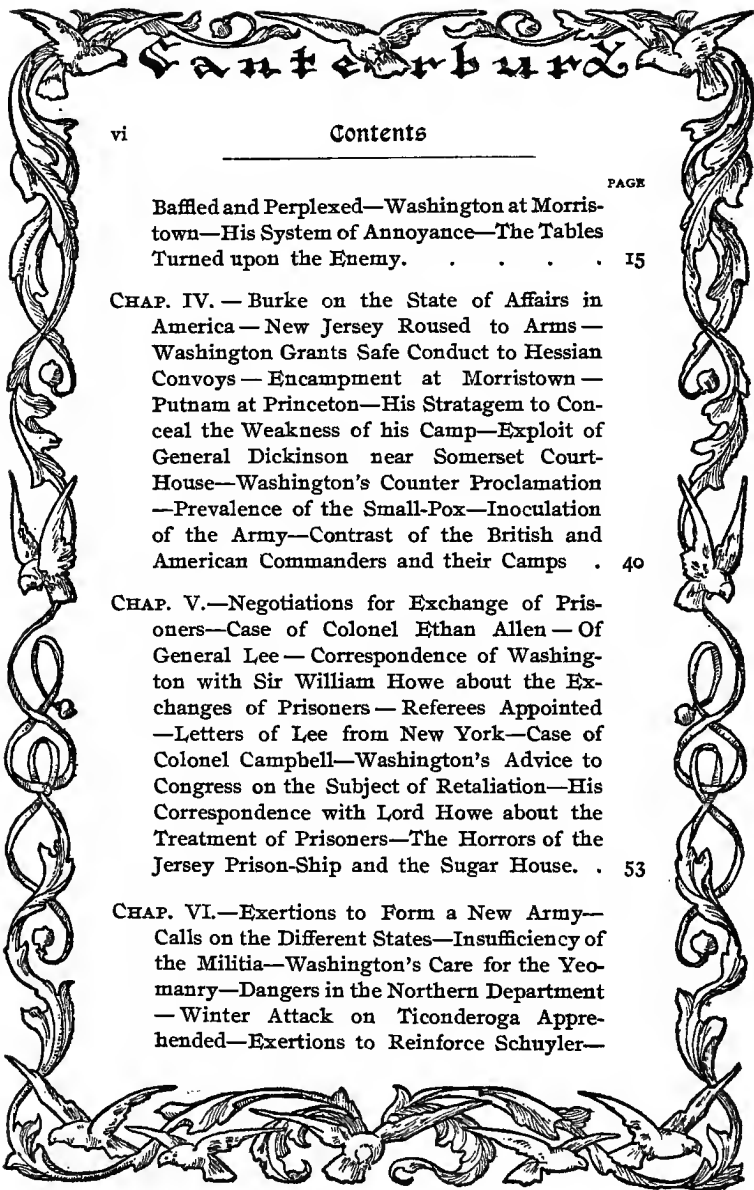 Canterbury
vi Contents
PAGE
Baffled and Perplexed—Washington at Morris-
town—His System of Annoyance—The Tables
Turned upon the Enemy. . . . . 15
CHAP. IV. — Burke on the State of Affairs in
America — New Jersey Roused to Arms —
Washington Grants Safe Conduct to Hessian
Convoys — Encampment at Morristown —
Putnam at Princeton—His Stratagem to Con-
ceal the Weakness of his Camp—Exploit of
General Dickinson near Somerset Court-
House—Washington's Counter Proclamation
—Prevalence of the Small-Pox—Inoculation
of the Army—Contrast of the British and
American Commanders and their Camps . 40
CHAP. V.—Negotiations for Exchange of Pris-
oners—Case of Colonel Ethan Allen — Of
General Lee — Correspondence of Washing-
ton with Sir William Howe about the Ex-
changes of Prisoners — Referees Appointed
—Letters of Lee from New York—Case of
Colonel Campbell—Washington's Advice to
Congress on the Subject of Retaliation—His
Correspondence with Lord Howe about the
Treatment of Prisoners—The Horrors of the
Jersey Prison-Ship and the Sugar House. . 53
CHAP. VI.—Exertions to Form a New Army—
Calls on the Different States—Insufficiency of
the Militia—Washington's Care for the Yeo-
manry—Dangers in the Northern Department
— Winter Attack on Ticonderoga Appre-
hended—Exertions to Reinforce Schuyler—